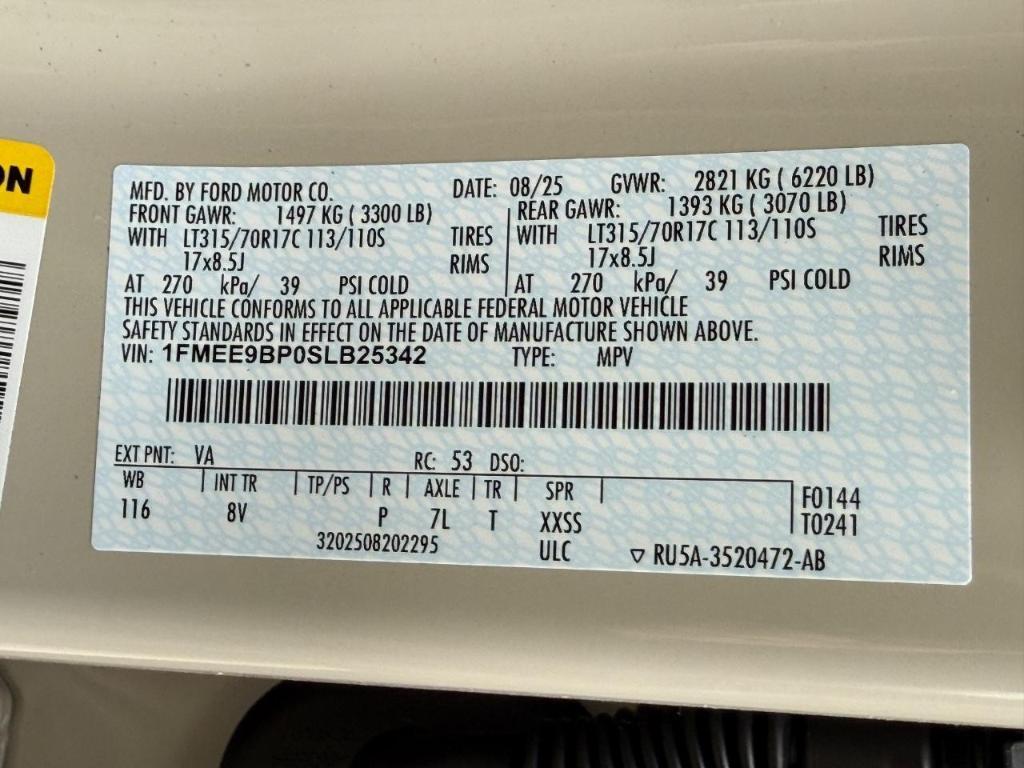 ON
MFD. BY FORD MOTOR CO. DATE: 08/25 GVWR: 2821 KG ( 6220 LB)
FRONT GAWR: 1497 KG ( 3300 LB) REAR GAWR: 1393 KG ( 3070 LB)
WITH LT315/70R17C 113/110S TIRES WITH LT315/70R17C 113/110S TIRES
17x8.5J RIMS 17x8.5J RIMS
AT 270 kPa/ 39 PSI COLD AT 270 kPa/ 39 PSI COLD
THIS VEHICLE CONFORMS TO ALL APPLICABLE FEDERAL MOTOR VEHICLE
SAFETY STANDARDS IN EFFECT ON THE DATE OF MANUFACTURE SHOWN ABOVE.
VIN: 1FMEE9BP0SLB25342 TYPE: MPV
EXT PNT: VA RC: 53 DSO:
WB INT TR TP/PS R AXLE TR SPR F0144
116 8V P 7L T XXSS T0241
3202508202295 ULC ▽ RU5A-3520472-AB